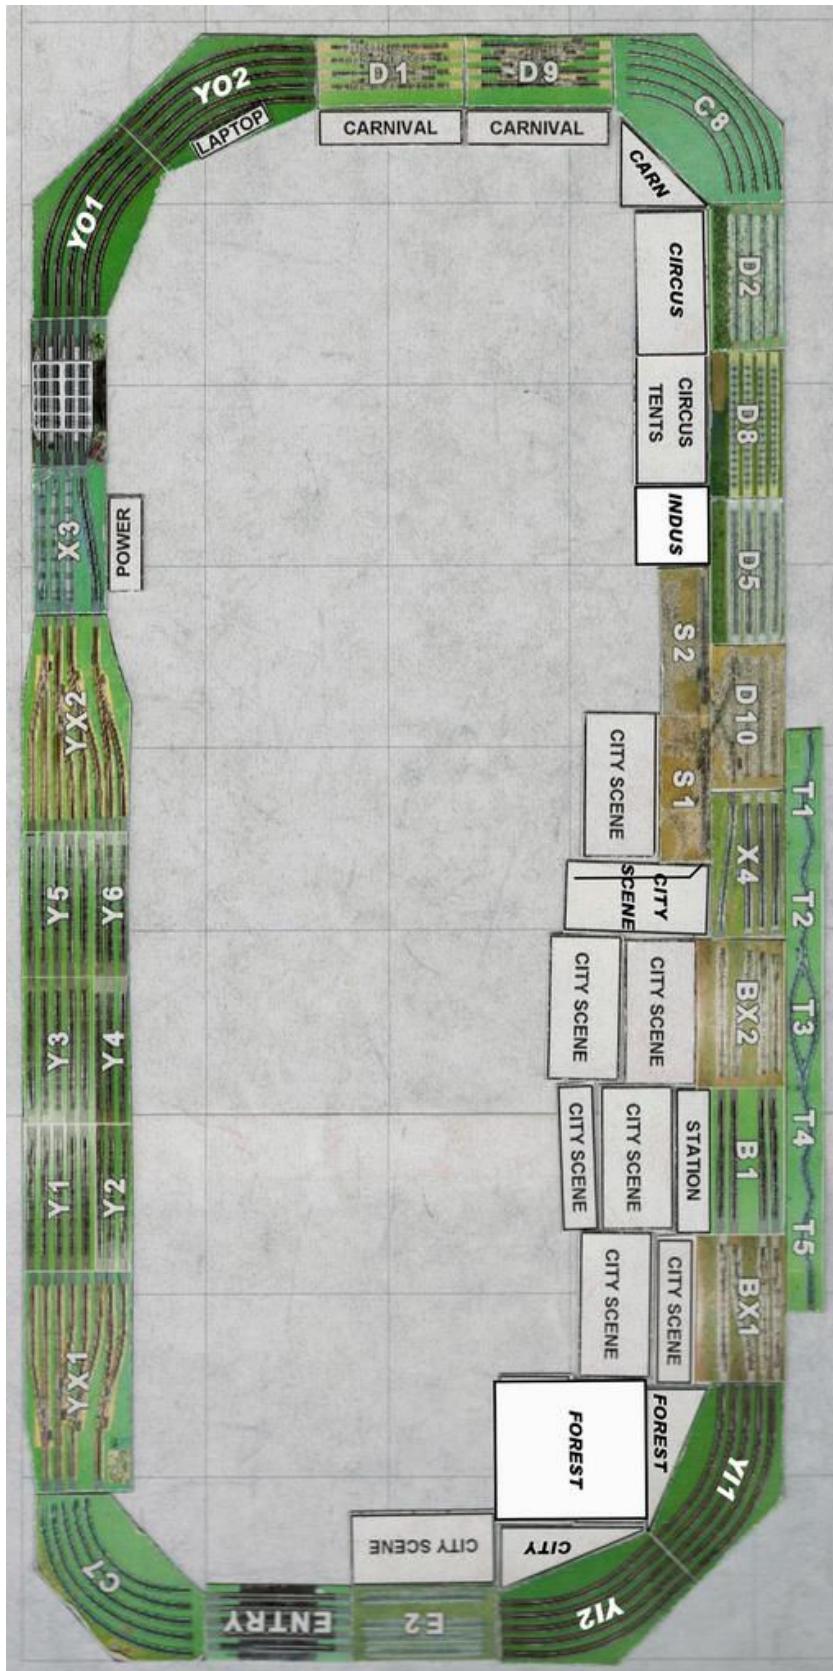 YO2
D1
D9
C8
LAPTOP
CARNIVAL
CARNIVAL
CARN
YO1
CIRCUS
D2
CIRCUS
TENTS
D8
X3
POWER
INDUS
D5
S2
D10
YX2
CITY SCENE
S1
T1
X4
CITY
SCENE
T2
Y5
Y6
CITY SCENE
CITY SCENE
BX2
T3
Y3
Y4
CITY SCENE
CITY SCENE
STATION
B1
T4
Y1
Y2
T5
CITY SCENE
CITY SCENE
BX1
YX1
FOREST
FOREST
YI1
CITY SCENE
CITY
C7
ENTRY
E2
YI2